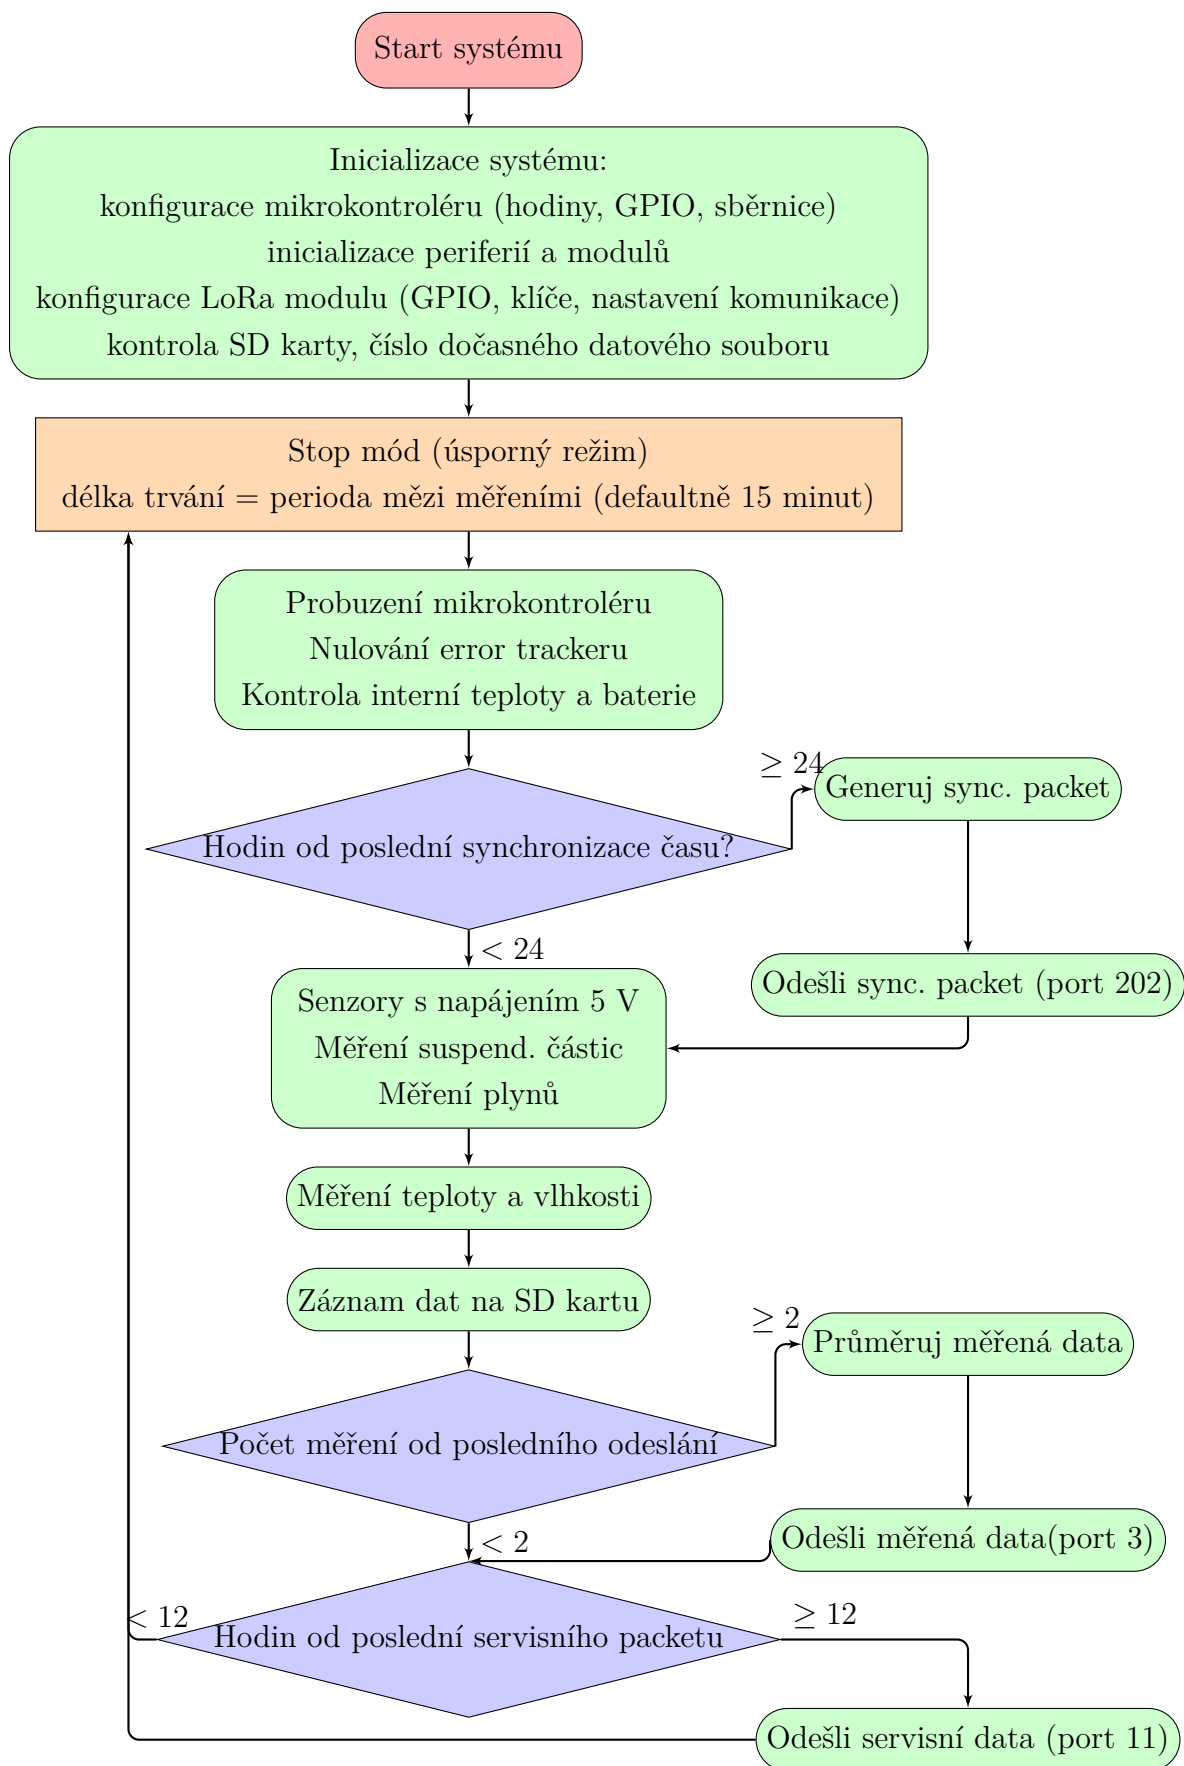 Start systému
Inicializace systému:
konfigurace mikrokontroléru (hodiny, GPIO, sběrnice)
inicializace periferií a modulů
konfigurace LoRa modulu (GPIO, klíče, nastavení komunikace)
kontrola SD karty, číslo dočasného datového souboru
Stop mód (úsporný režim)
délka trvání = perioda mězi měřeními (defaultně 15 minut)
Probuzení mikrokontroléru
Nulování error trackeru
Kontrola interní teploty a baterie
Hodin od poslední synchronizace času?
≥ 24
Generuj sync. packet
Odešli sync. packet (port 202)
< 24
Senzory s napájením 5 V
Měření suspend. částic
Měření plynů
Měření teploty a vlhkosti
Záznam dat na SD kartu
Počet měření od posledního odeslání
≥ 2
Průměruj měřená data
Odešli měřená data(port 3)
< 2
Hodin od poslední servisního packetu
< 12
≥ 12
Odešli servisní data (port 11)